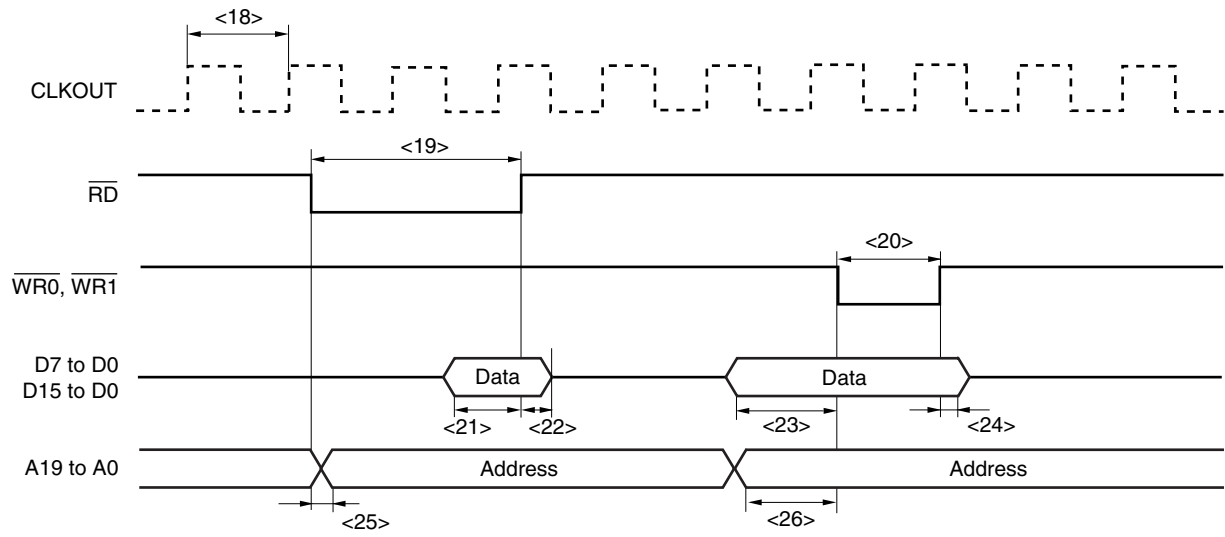 <18>
CLKOUT
<19>
RD
<20>
WR0, WR1
D7 to D0
D15 to D0
Data
Data
<21>
<22>
<23>
<24>
A19 to A0
Address
Address
<25>
<26>